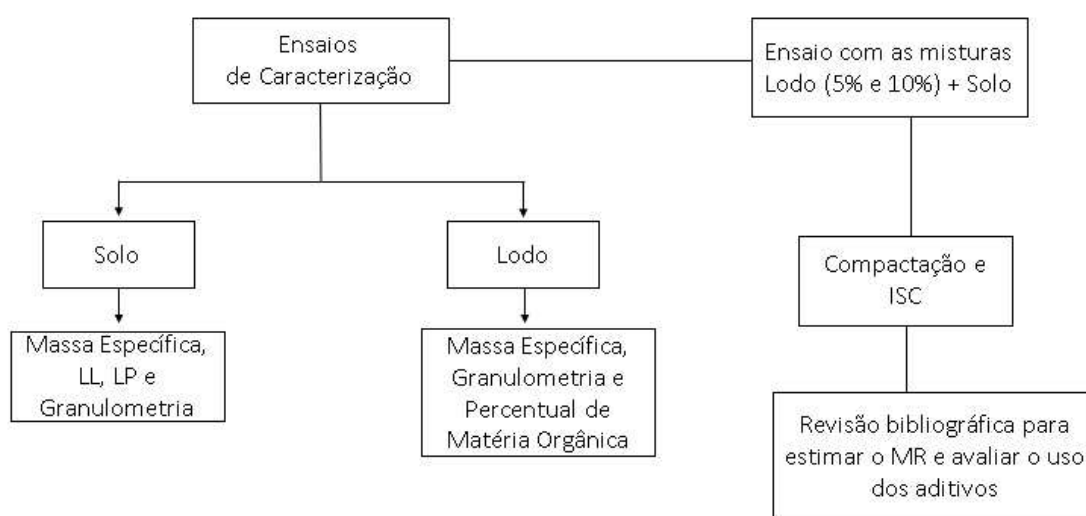 Ensaios
de Caracterização
Ensaio com as misturas
Lodo (5% e 10%) + Solo
Solo
Lodo
Compactação e
ISC
Massa Específica,
LL, LP e
Granulometria
Massa Específica,
Granulometria e
Percentual de
Matéria Orgânica
Revisão bibliográfica para
estimar o MR e avaliar o uso
dos aditivos